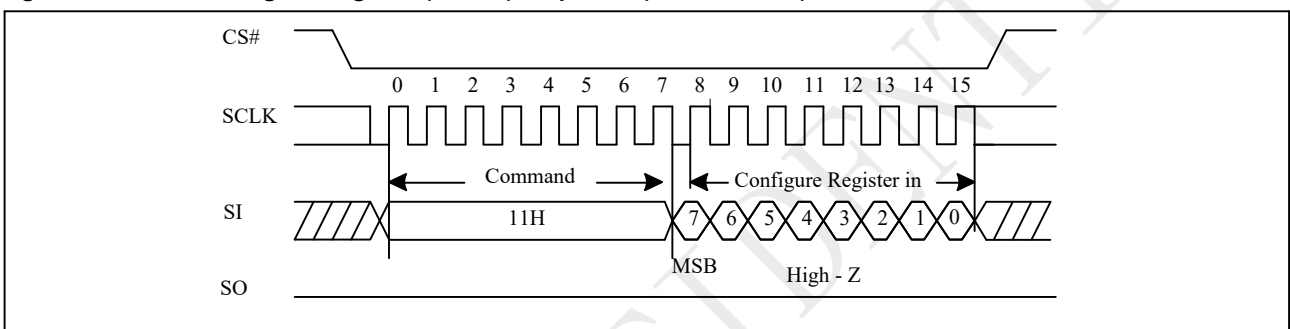 CS#
0 1 2 3 4 5 6 7 8 9 10 11 12 13 14 15
SCLK
Command
Configure Register in
SI
11H
7 6 5 4 3 2 1 0
MSB
High - Z
SO